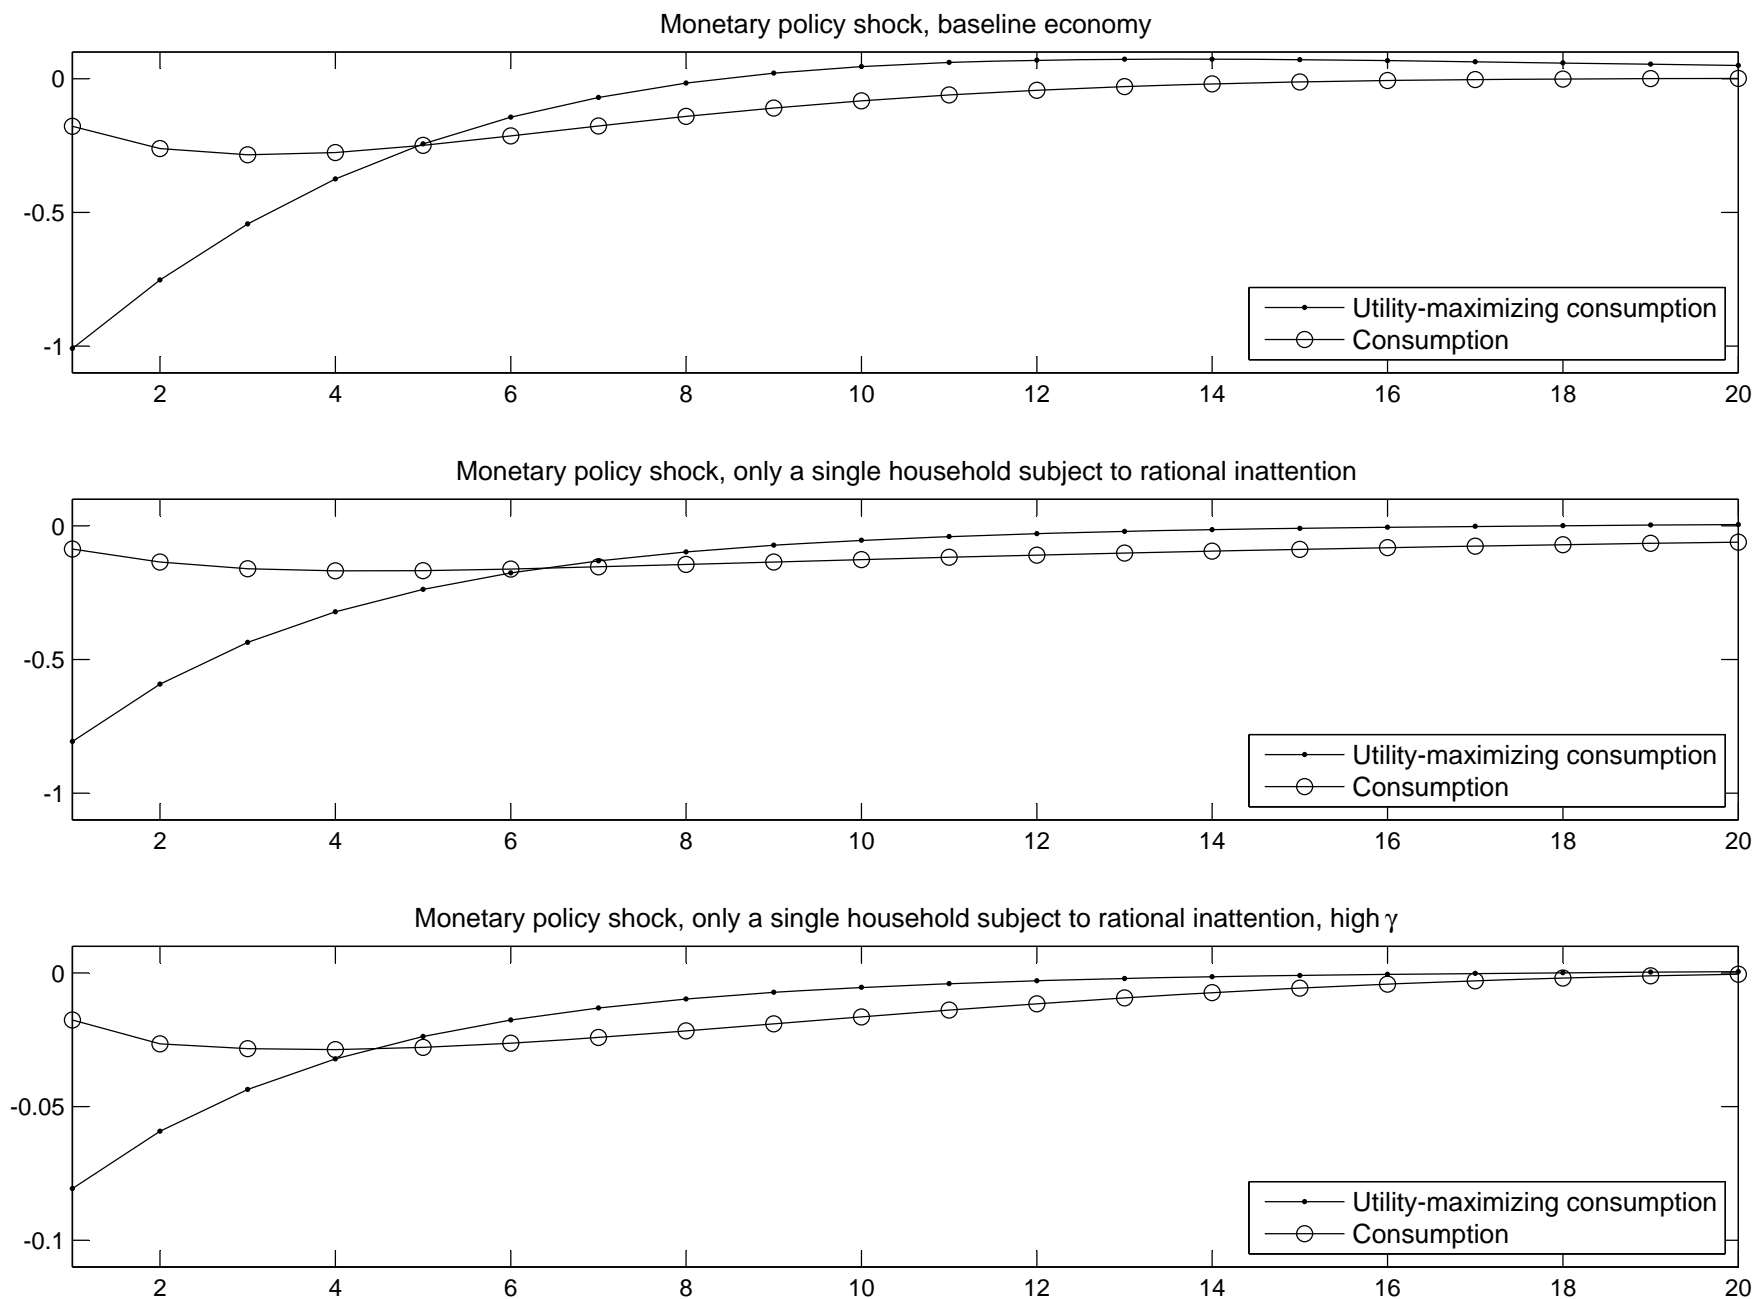 Monetary policy shock, baseline economy
0
-0.5
-1
Utility-maximizing consumption
Consumption
2 4 6 8 10 12 14 16 18 20
Monetary policy shock, only a single household subject to rational inattention
0
-0.5
-1
Utility-maximizing consumption
Consumption
2 4 6 8 10 12 14 16 18 20
Monetary policy shock, only a single household subject to rational inattention, high γ
0
-0.05
-0.1
Utility-maximizing consumption
Consumption
2 4 6 8 10 12 14 16 18 20